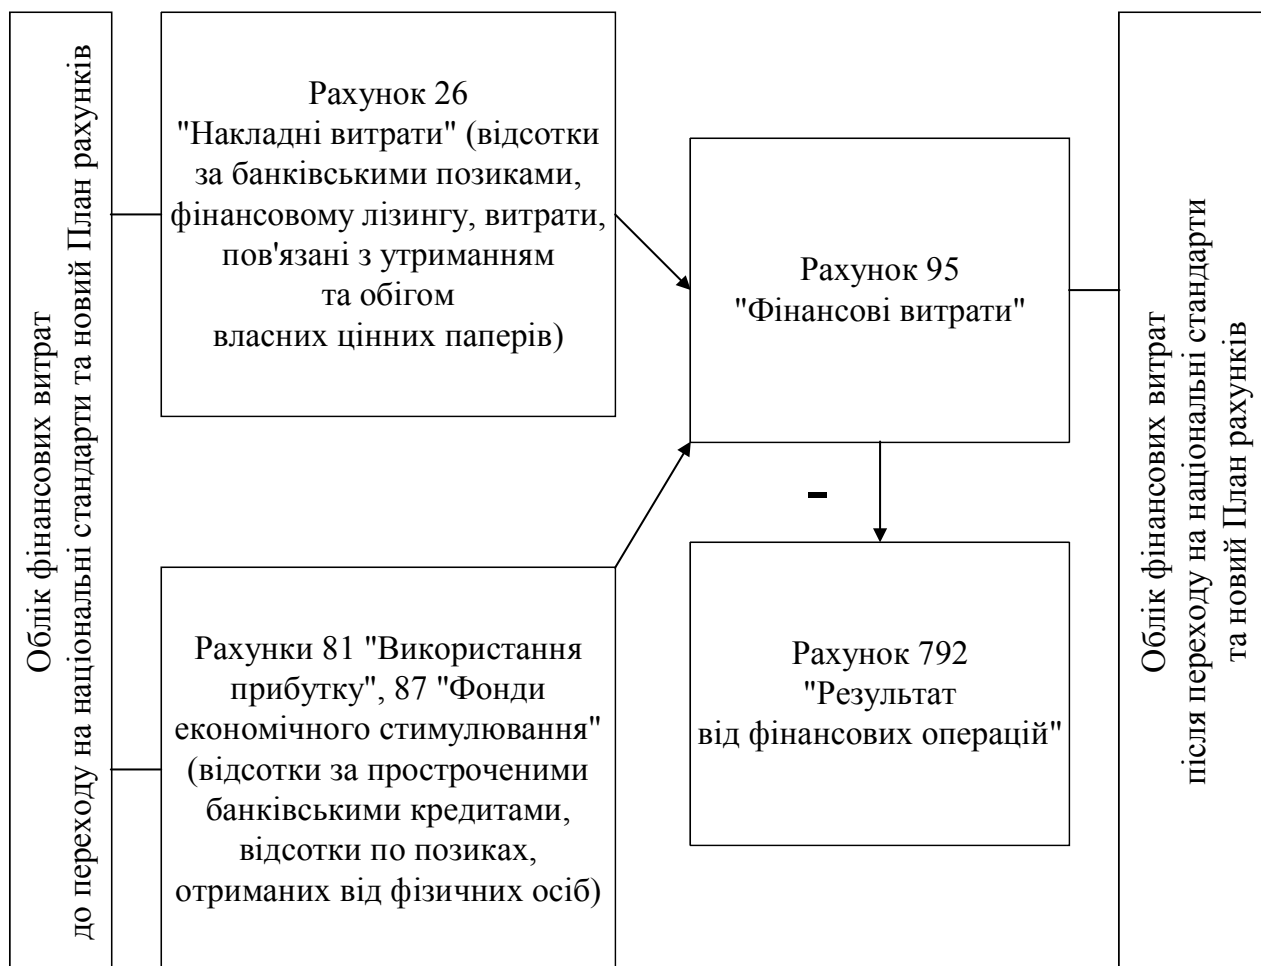 Облік фінансових витрат
до переходу на національні стандарти та новий План рахунків
Рахунок 26
"Накладні витрати" (відсотки
за банківськими позиками,
фінансовому лізингу, витрати,
пов'язані з утриманням
та обігом
власних цінних паперів)
Рахунки 81 "Використання
прибутку", 87 "Фонди
економічного стимулювання"
(відсотки за простроченими
банківськими кредитами,
відсотки по позиках,
отриманих від фізичних осіб)
Рахунок 95
"Фінансові витрати"
-
Рахунок 792
"Результат
від фінансових операцій"
Облік фінансових витрат
після переходу на національні стандарти
та новий План рахунків